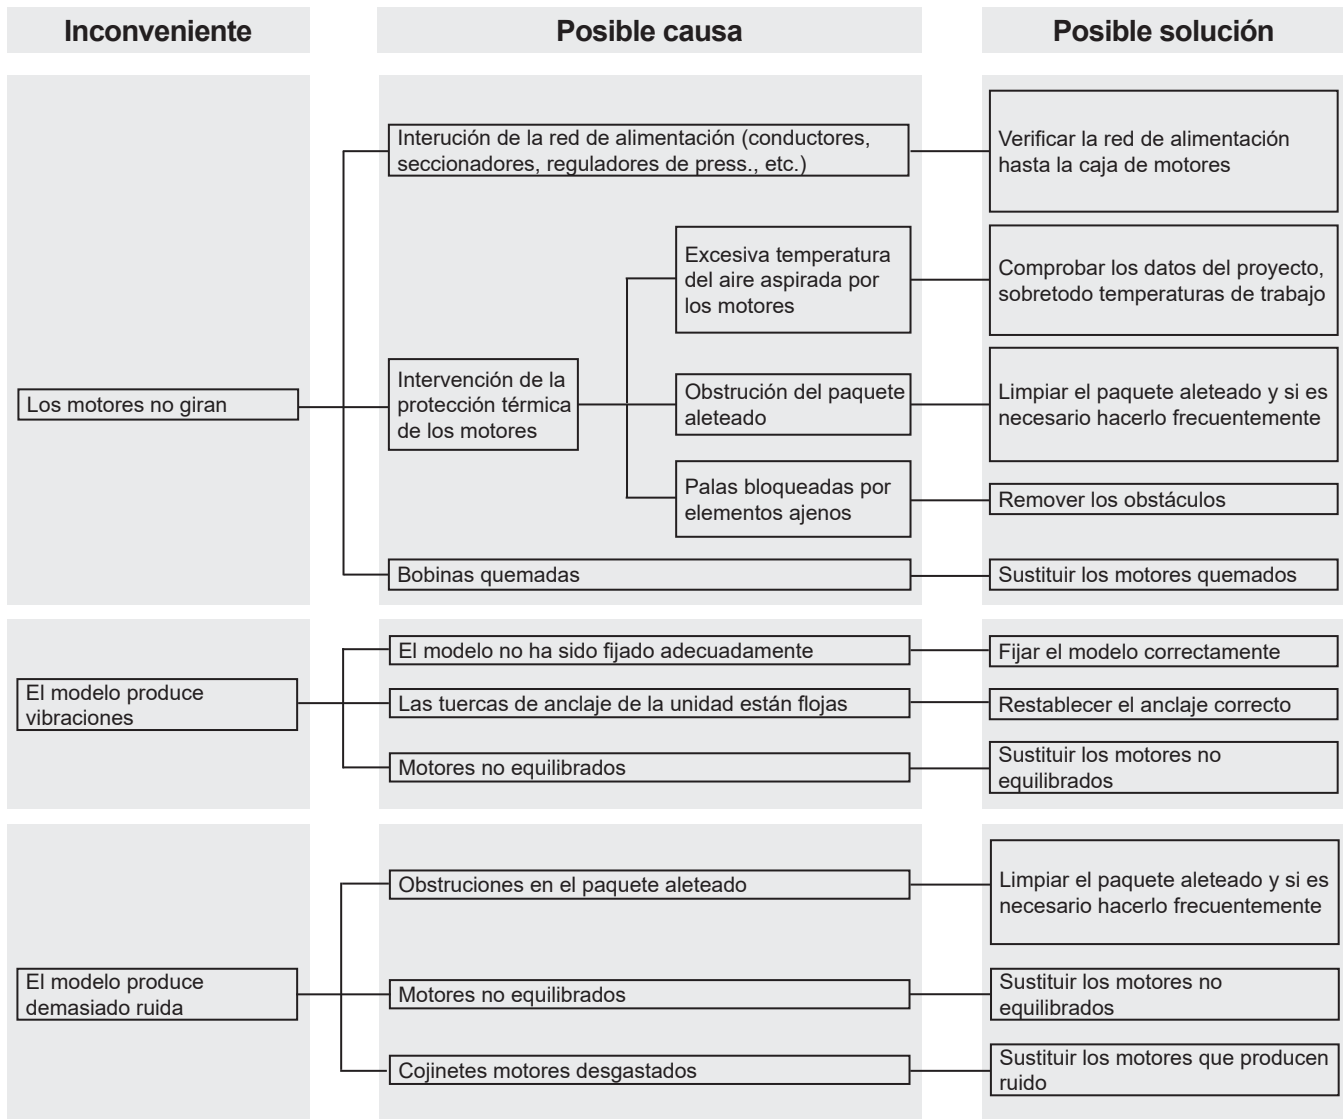 Inconveniente
Posible causa
Posible solución
Los motores no giran
Interución de la red de alimentación (conductores,
seccionadores, reguladores de press., etc.)
Verificar la red de alimentación
hasta la caja de motores
Intervención de la
protección térmica
de los motores
Excesiva temperatura
del aire aspirada por
los motores
Comprobar los datos del proyecto,
sobretodo temperaturas de trabajo
Obstrución del paquete
aleteado
Limpiar el paquete aleteado y si es
necesario hacerlo frecuentemente
Palas bloqueadas por
elementos ajenos
Remover los obstáculos
Bobinas quemadas
Sustituir los motores quemados
El modelo produce
vibraciones
El modelo no ha sido fijado adecuadamente
Fijar el modelo correctamente
Las tuercas de anclaje de la unidad están flojas
Restablecer el anclaje correcto
Motores no equilibrados
Sustituir los motores no
equilibrados
El modelo produce
demasiado ruida
Obstruciones en el paquete aleteado
Limpiar el paquete aleteado y si es
necesario hacerlo frecuentemente
Motores no equilibrados
Sustituir los motores no
equilibrados
Cojinetes motores desgastados
Sustituir los motores que producen
ruido